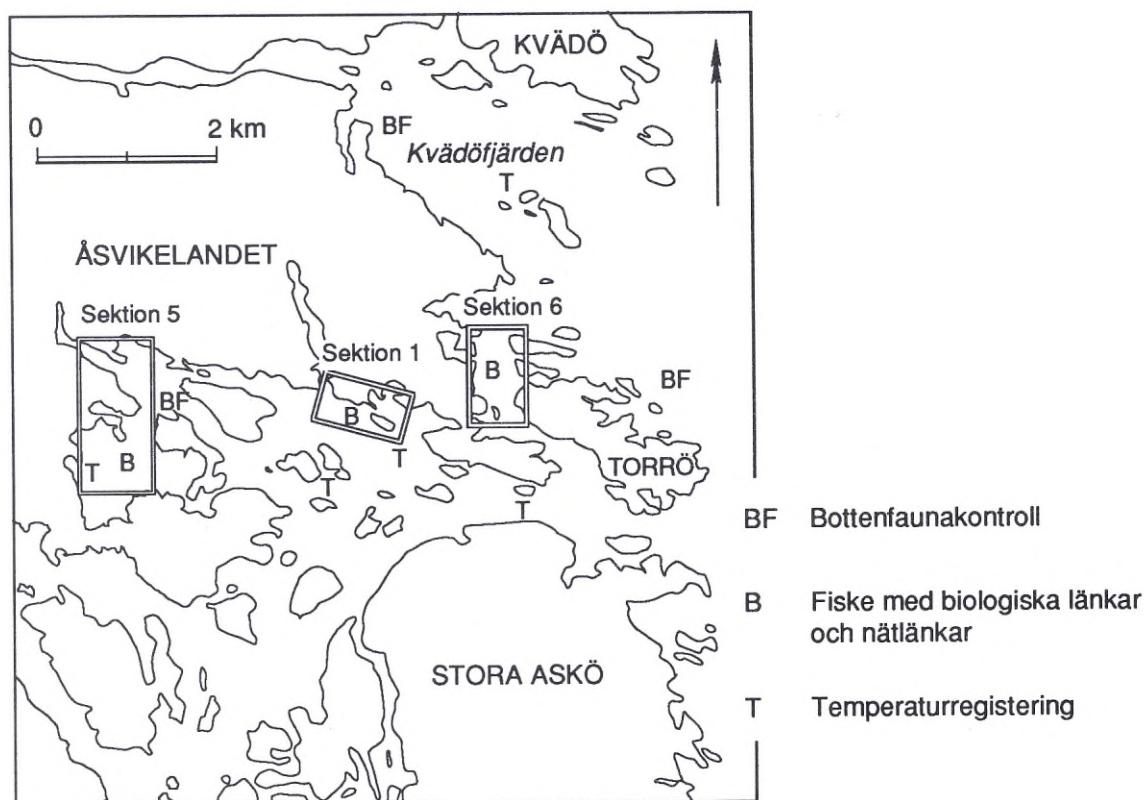 KVÄDÖ
0 2 km
BF
Kvädöfjärden
T
ÅSVIKELANDET
Sektion 5
Sektion 6
Sektion 1
B
BF
BF
B
T
B
T
T
TORRÖ
T
BF Bottenfaunakontroll
B Fiske med biologiska länkar
och nätlänkar
STORA ASKÖ
T Temperaturregistering